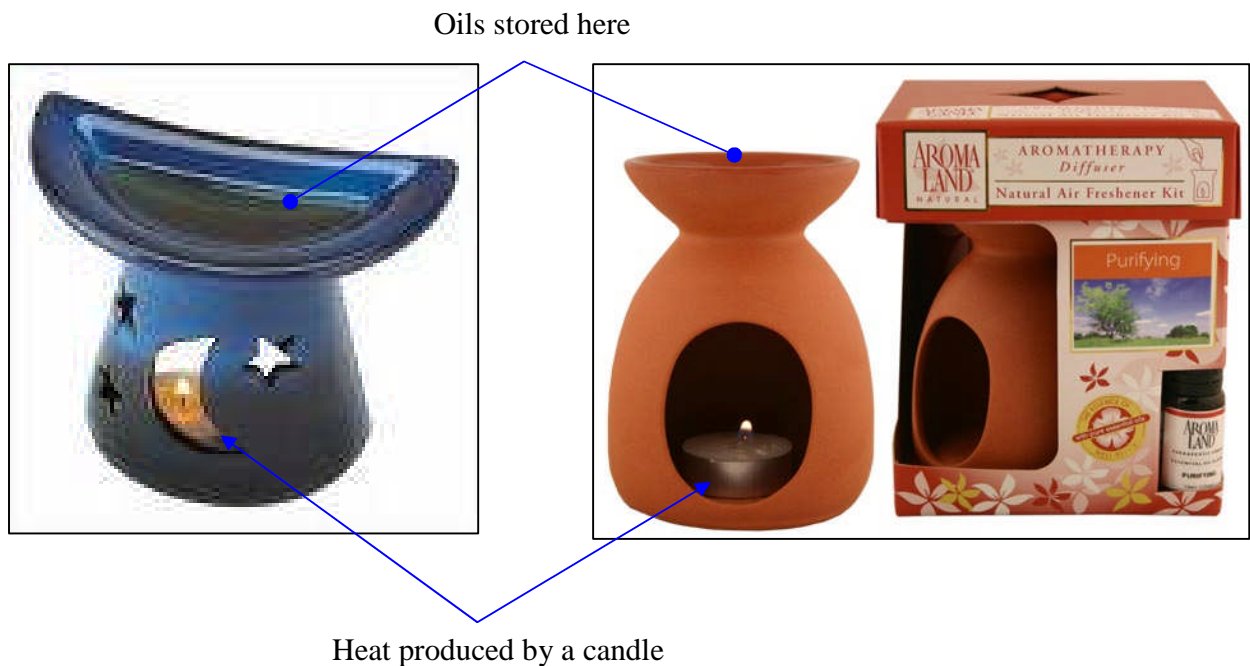 Oils stored here
AROMA
LAND
NATURAL
AROMATHERAPY
Diffuser
Natural Air Freshener Kit
Purifying
AROMA
LAND
PURIFYING
Heat produced by a candle